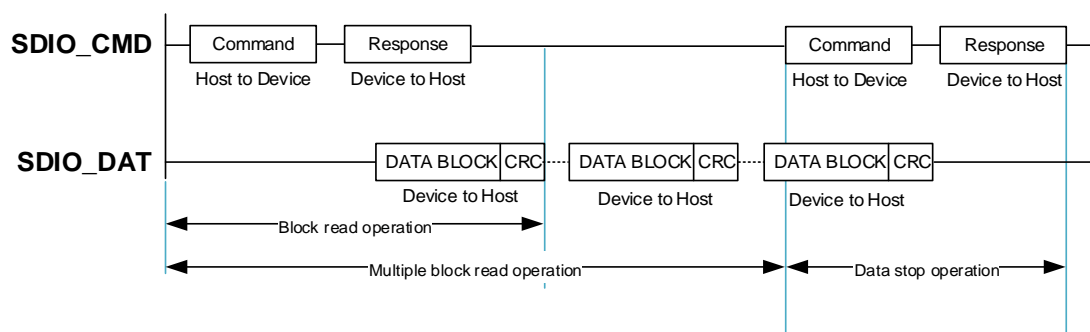 SDIO_CMD
Command
Response
Command
Response
Host to Device
Device to Host
Host to Device
Device to Host
SDIO_DAT
DATA BLOCK
CRC
DATA BLOCK
CRC
DATA BLOCK
CRC
Device to Host
Device to Host
Device to Host
Block read operation
Multiple block read operation
Data stop operation